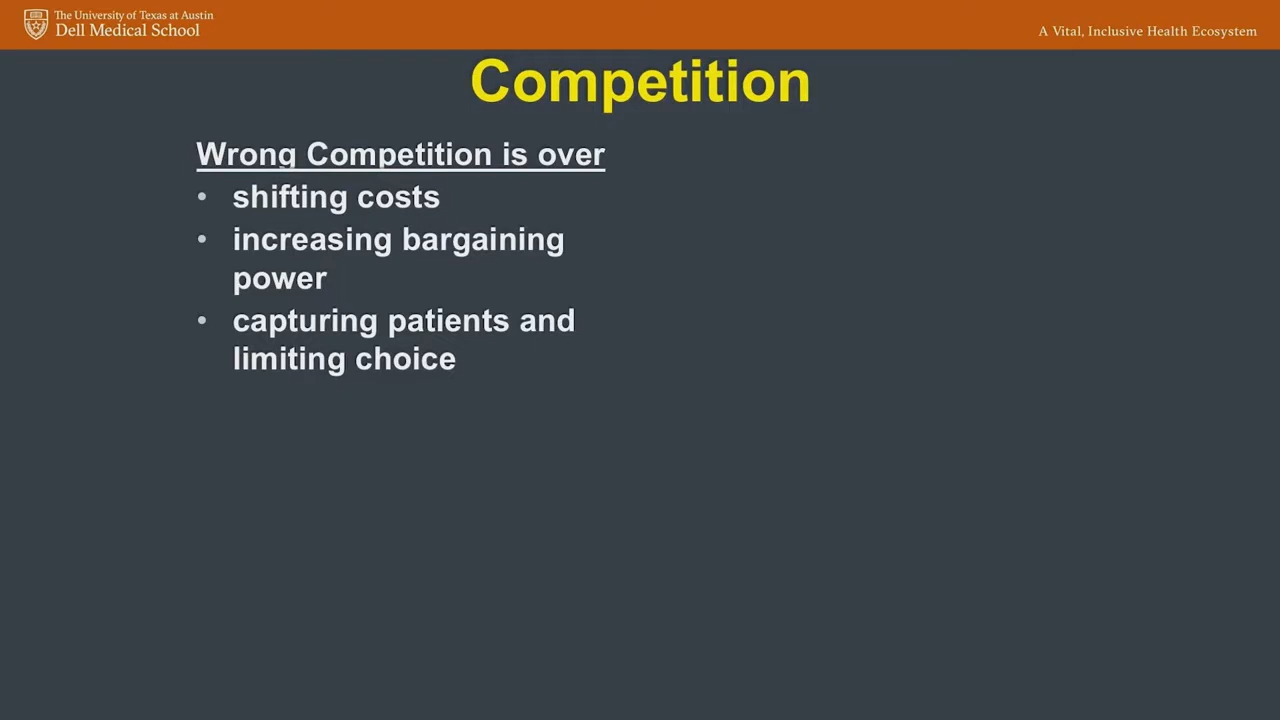 The University of Texas at Austin
Dell Medical School
A Vital, Inclusive Health Ecosystem
Competition
Wrong Competition is over
• shifting costs
• increasing bargaining
power
• capturing patients and
limiting choice